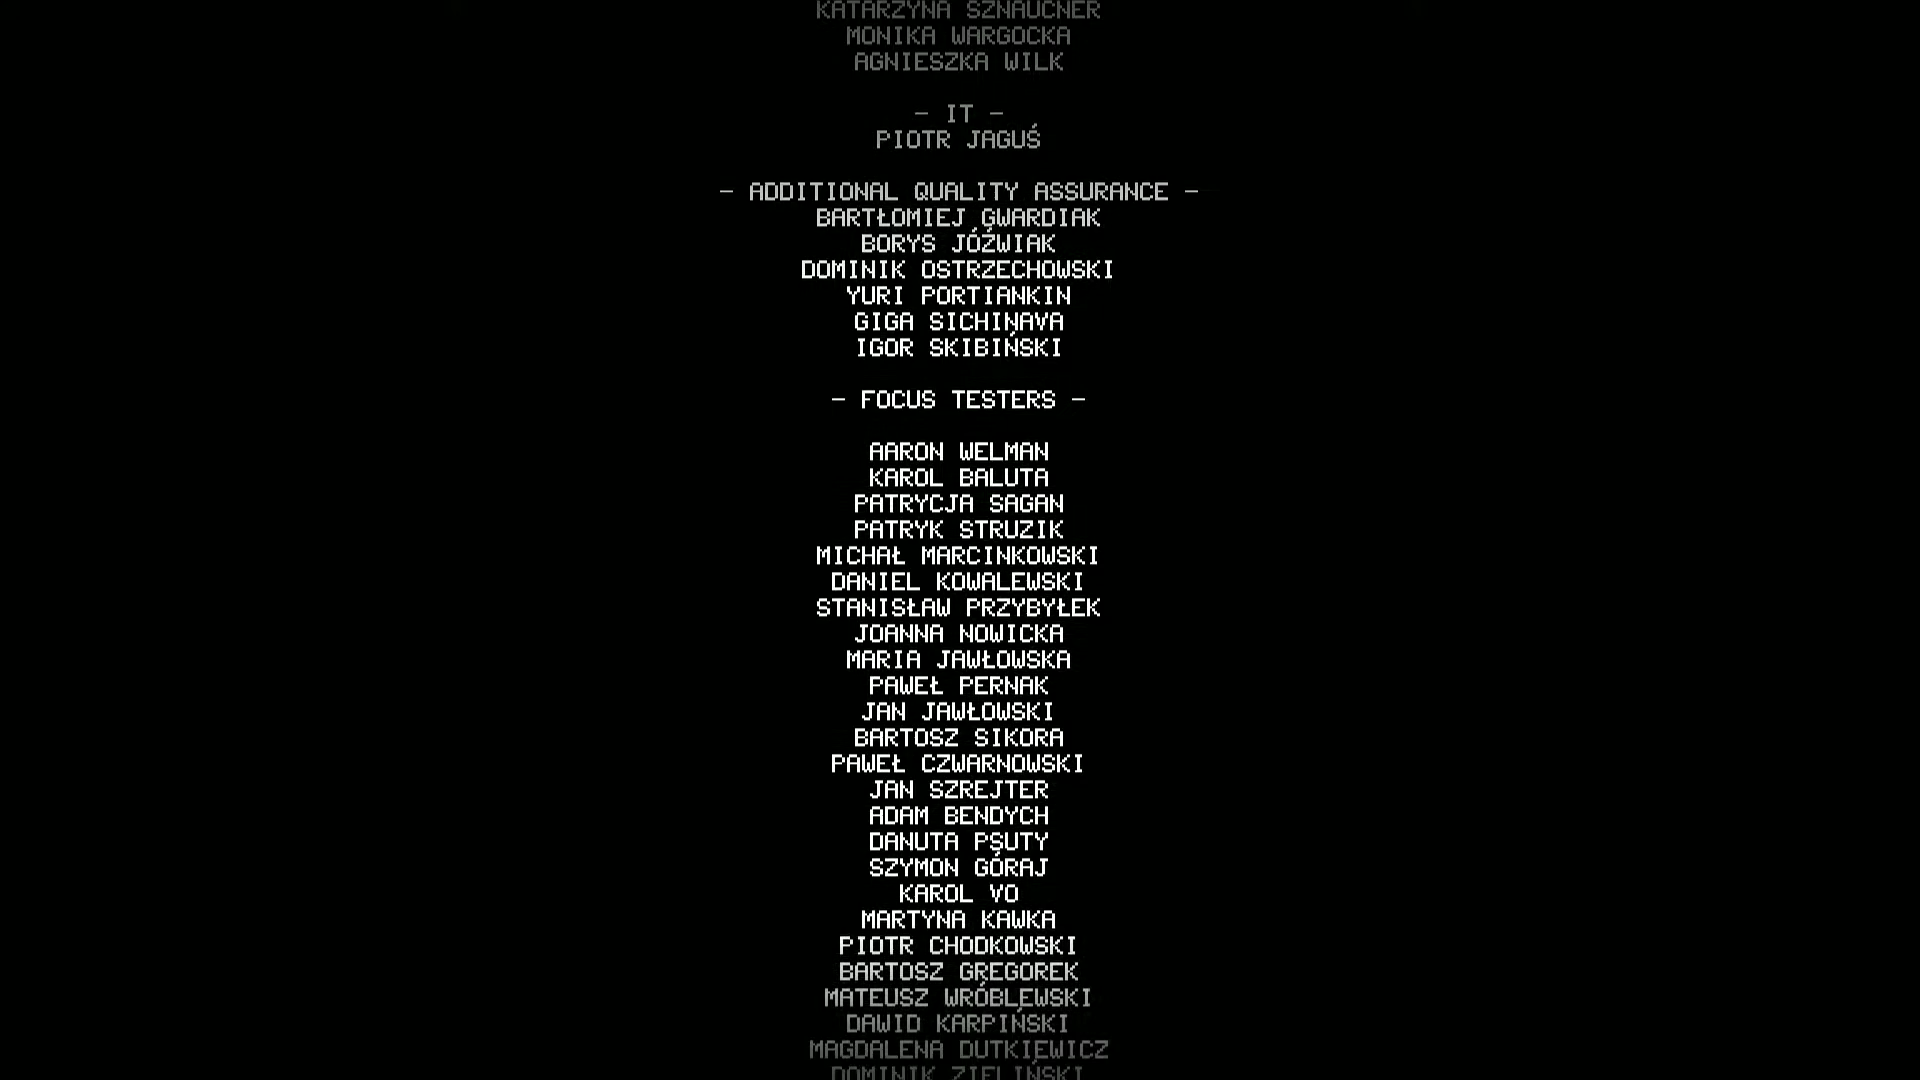 KATARZYNA SZNAUCNER
MONIKA WARGOCKA
AGNIESZKA WILK
- IT -
PIOTR JAGUŚ
- ADDITIONAL QUALITY ASSURANCE -
BARTŁOMIEJ GWARDIAK
BORYS JÓŹWIAK
DOMINIK OSTRZECHOWSKI
YURI PORTIANKIN
GIGA SICHINAVA
IGOR SKIBIŃSKI
- FOCUS TESTERS -
AARON WELMAN
KAROL BALUTA
PATRYCJA SAGAN
PATRYK STRUZIK
MICHAŁ MARCINKOWSKI
DANIEL KOWALEWSKI
STANISŁAW PRZYBYŁEK
JOANNA NOWICKA
MARIA JAWŁOWSKA
PAWEŁ PERNAK
JAN JAWŁOWSKI
BARTOSZ SIKORA
PAWEŁ CZWARNOWSKI
JAN SZREJTER
ADAM BENDYCH
DANUTA PSUTY
SZYMON GÓRAJ
KAROL VO
MARTYNA KAWKA
PIOTR CHODKOWSKI
BARTOSZ GREGOREK
MATEUSZ WRÓBLEWSKI
DAWID KARPIŃSKI
MAGDALENA DUTKIEWICZ
DOMINIK ZIELIŃSKI